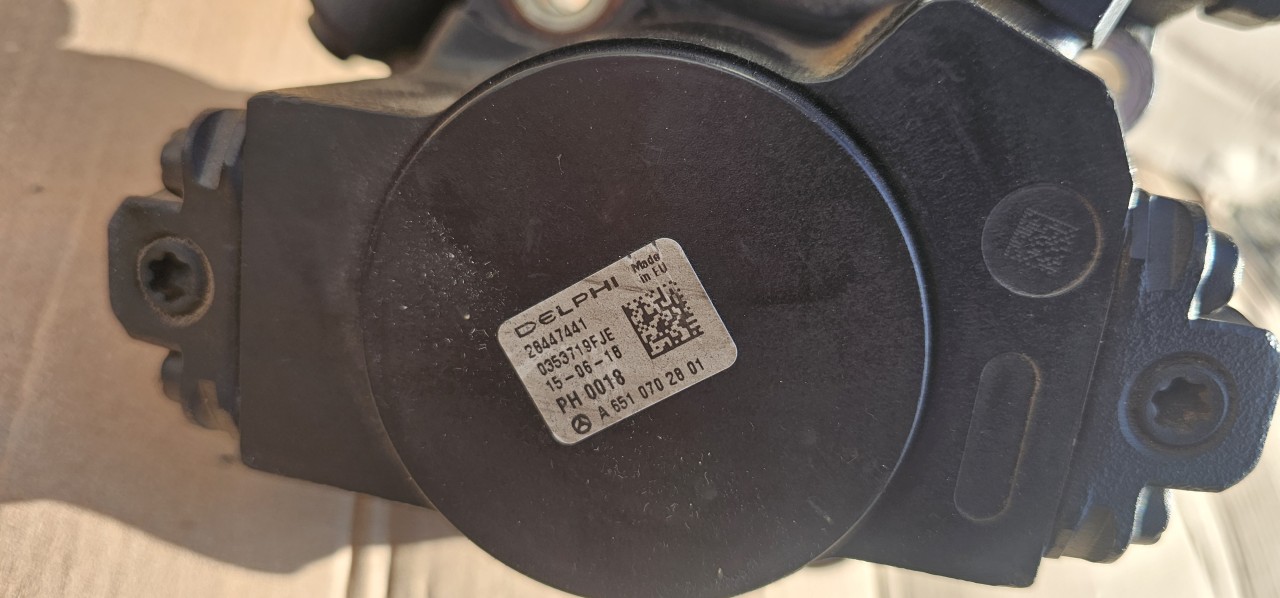 DELPHI
Made
in EU
28447441
0353719FJE
15-06-18
PH 0018
A 651 070 28 01